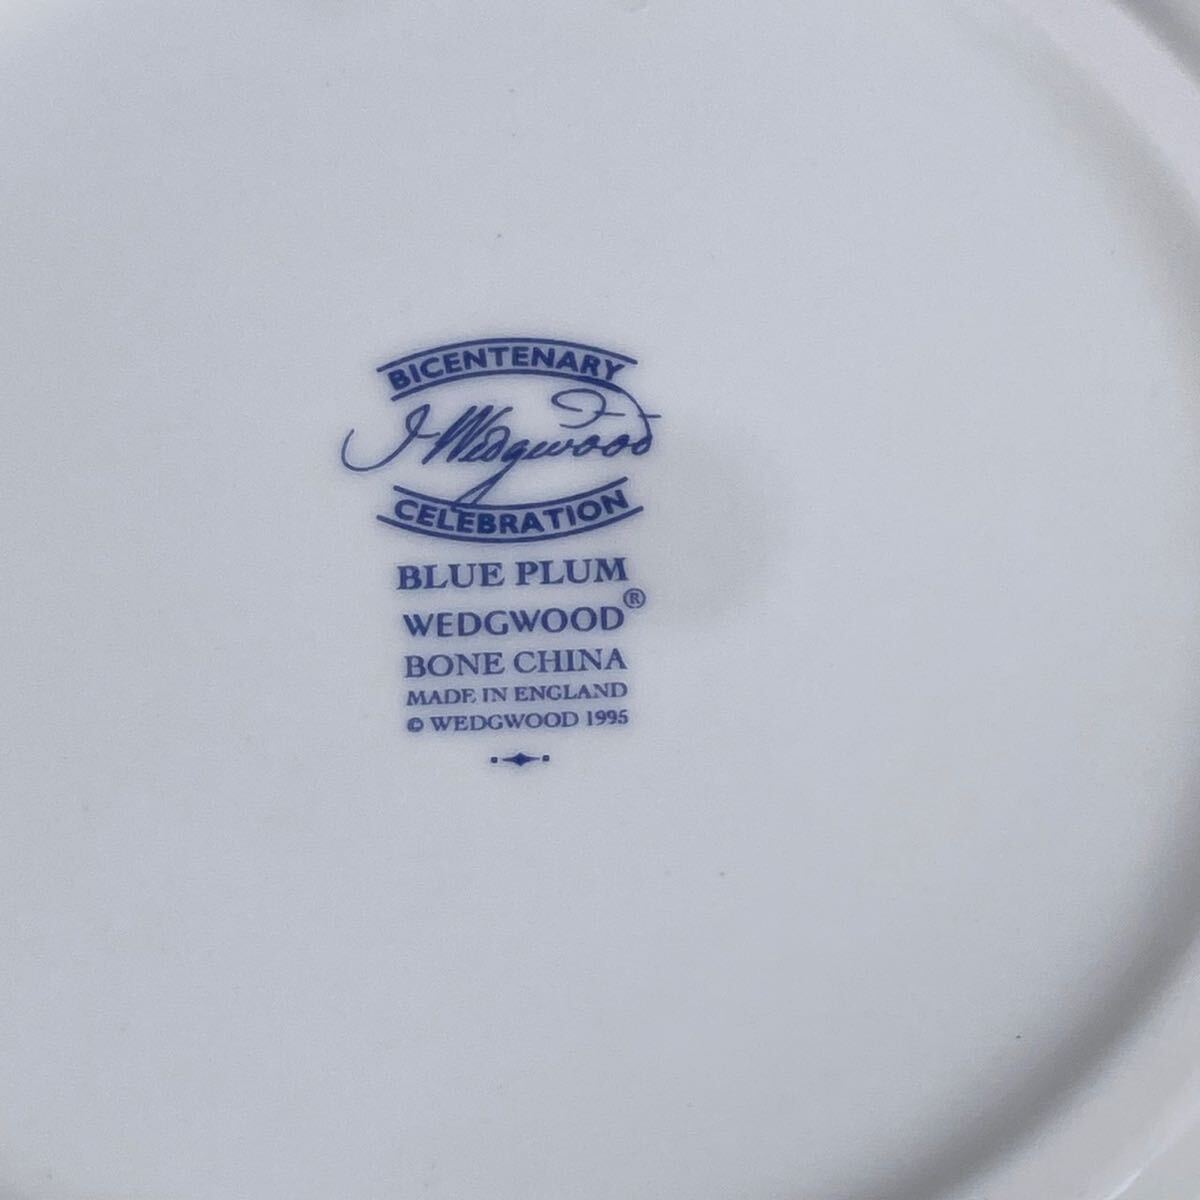 BICENTENARY
J Wedgwood
CELEBRATION
BLUE PLUM
WEDGWOOD®
BONE CHINA
MADE IN ENGLAND
© WEDGWOOD 1995